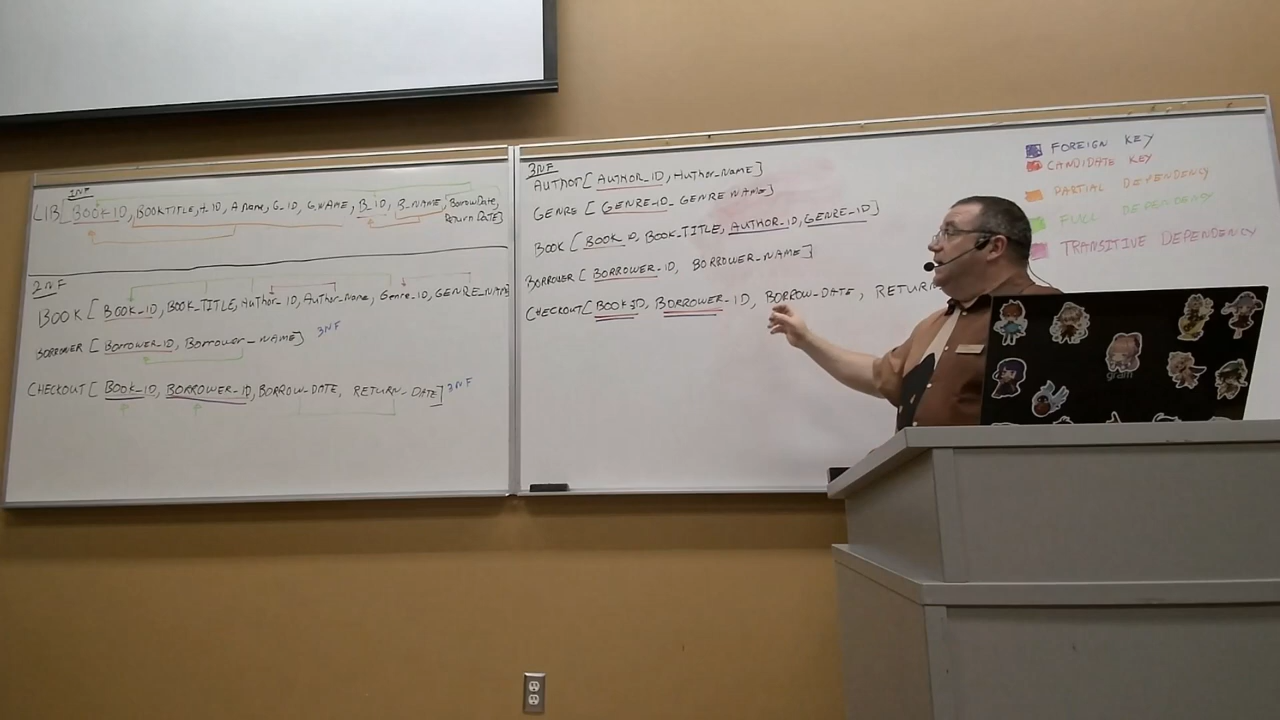 1NF
LIB[BOOK-ID, BOOKTITLE, A-ID, A Name, G-ID, G.NAME, B-ID, B-NAME, BorrowDate,
Return DATE]
2NF
BOOK [BOOK-ID, BOOK_TITLE, Author-ID, Author-Name, Genre-ID, GENRE_NAME
BORROWER [BORROWER-ID, Borrower-NAME] 3NF
CHECKOUT [BOOK-ID, BORROWER-ID, BORROW-DATE, RETURN-DATE] 3NF
3NF
AUTHOR[AUTHOR-ID, AUTHOR-NAME]
GENRE [GENRE-ID, GENRE NAME]
BOOK [BOOK ID, BOOK-TITLE, AUTHOR-ID, GENRE-ID]
BORROWER[BORROWER-ID, BORROWER-NAME]
CHECKOUT[BOOK ID, BORROWER-ID, BORROW-DATE, RETURN
FOREIGN KEY
CANDIDATE KEY
PARTIAL DEPENDENCY
FULL DEPENDENCY
TRANSITIVE DEPENDENCY
gram